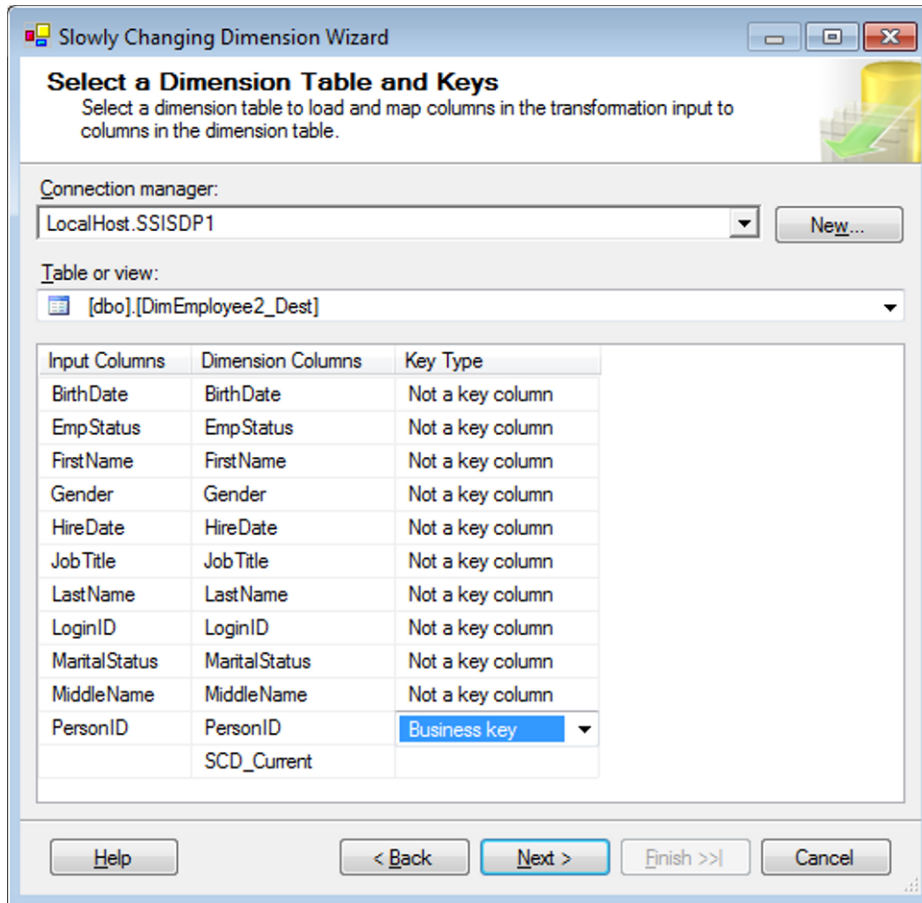 Slowly Changing Dimension Wizard
Select a Dimension Table and Keys
Select a dimension table to load and map columns in the transformation input to
columns in the dimension table.
Connection manager:
LocalHost.SSISDP1
New...
Table or view:
[dbo].[DimEmployee2_Dest]
Input Columns Dimension Columns Key Type
BirthDate BirthDate Not a key column
EmpStatus EmpStatus Not a key column
FirstName FirstName Not a key column
Gender Gender Not a key column
HireDate HireDate Not a key column
JobTitle JobTitle Not a key column
LastName LastName Not a key column
LoginID LoginID Not a key column
MaritalStatus MaritalStatus Not a key column
MiddleName MiddleName Not a key column
PersonID PersonID Business key
SCD_Current
Help < Back Next > Finish >>| Cancel